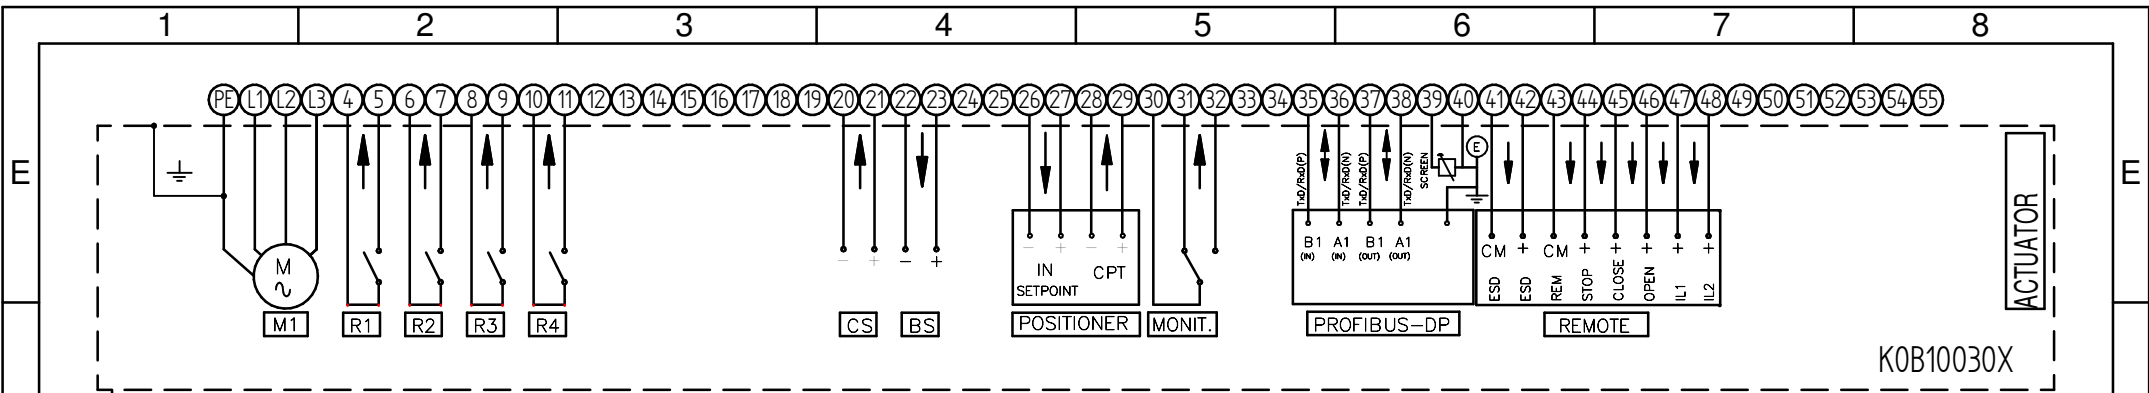 1 2 3 4 5 6 7 8
PE L1 L2 L3 4 5 6 7 8 9 10 11 12 13 14 15 16 17 18 19 20 21 22 23 24 25 26 27 28 29 30 31 32 33 34 35 36 37 38 39 40 41 42 43 44 45 46 47 48 49 50 51 52 53 54 55
E E
TxD/RxD(P) TxD/RxD(N) TxD/RxD(P) TxD/RxD(N) SCREEN E
- + - + - + - +
B1 A1 B1 A1 CM + CM + + + + +
(IN) (IN) (OUT) (OUT)
M IN CPT
SETPOINT
ESD ESD REM STOP CLOSE OPEN IL1 IL2
ACTUATOR
M1 R1 R2 R3 R4 CS BS POSITIONER MONIT. PROFIBUS-DP REMOTE
K0B10030X